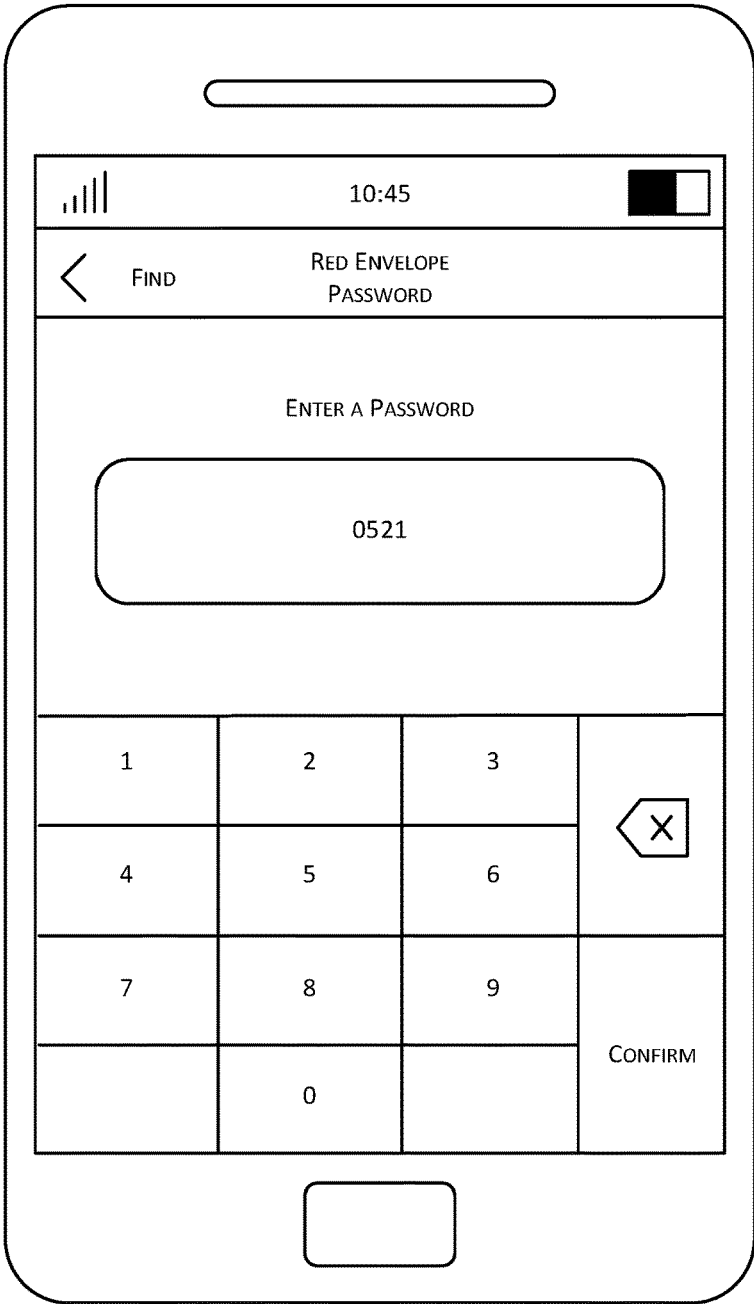 10:45
FIND
RED ENVELOPE
PASSWORD
ENTER A PASSWORD
0521
1 2 3
X
4 5 6
7 8 9
CONFIRM
0